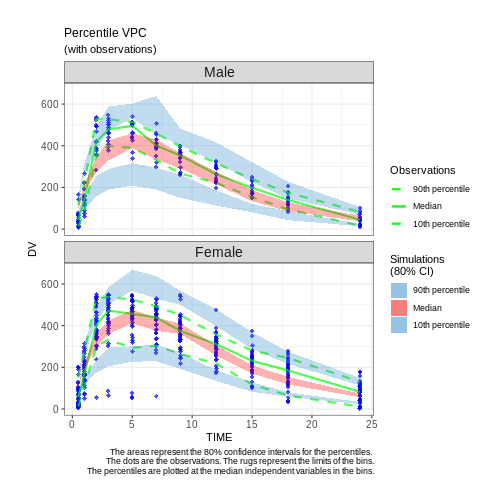 Percentile VPC
(with observations)
Male
600
400
200
0
Female
600
400
200
0
0
5
10
15
20
25
DV
TIME
Observations
90th percentile
Median
10th percentile
Simulations
(80% CI)
90th percentile
Median
10th percentile
The areas represent the 80% confidence intervals for the percentiles.
The dots are the observations. The rugs represent the limits of the bins.
The percentiles are plotted at the median independent variables in the bins.